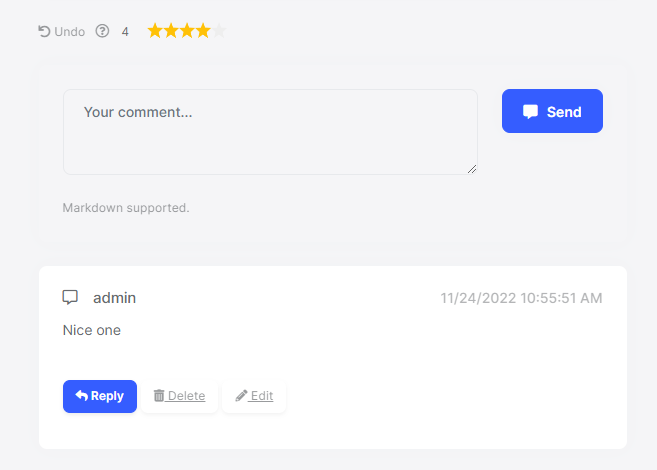 Undo 4
Your comment...
Send
Markdown supported.
admin 11/24/2022 10:55:51 AM
Nice one
Reply Delete Edit